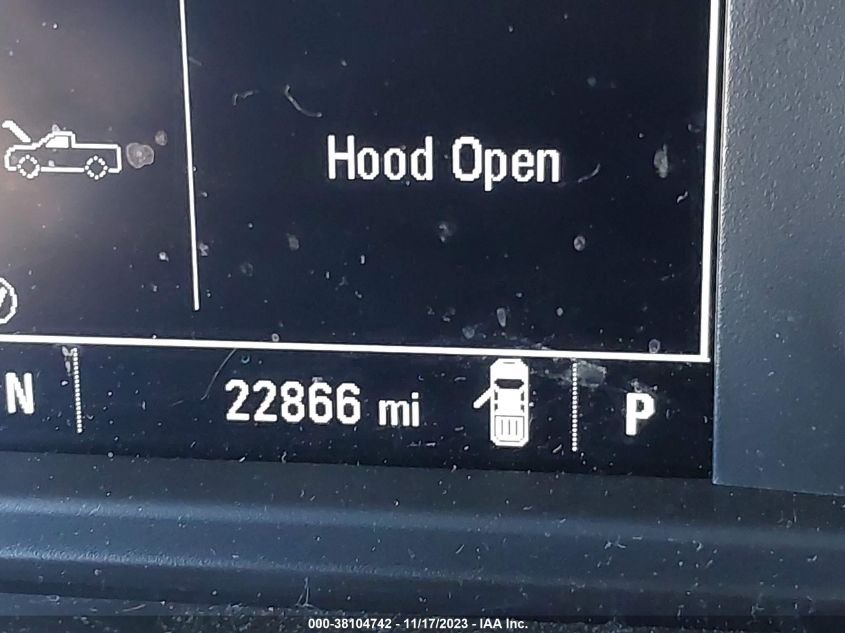 Hood Open
N 22866 mi P
000-38104742 - 11/17/2023 - IAA Inc.